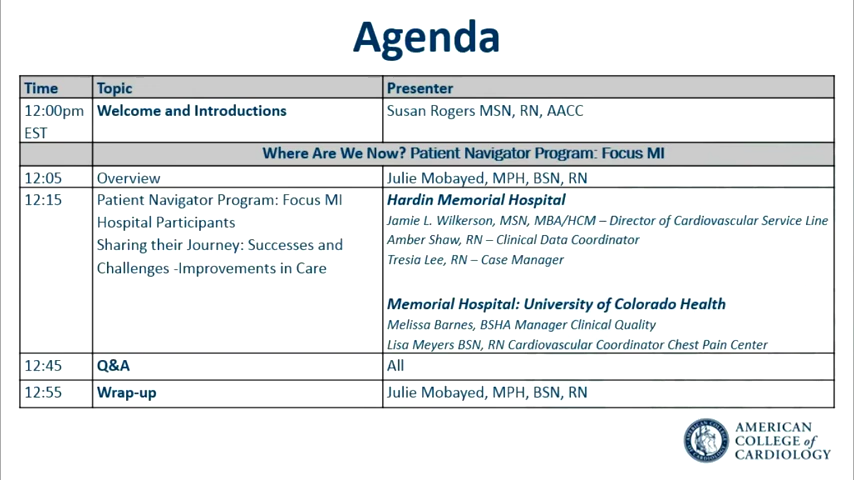 Agenda
Time Topic Presenter
12:00pm Welcome and Introductions Susan Rogers MSN, RN, AACC
EST
Where Are We Now? Patient Navigator Program: Focus MI
12:05 Overview Julie Mobayed, MPH, BSN, RN
12:15 Patient Navigator Program: Focus MI Hardin Memorial Hospital
Hospital Participants Jamie L. Wilkerson, MSN, MBA/HCM – Director of Cardiovascular Service Line
Sharing their Journey: Successes and Amber Shaw, RN – Clinical Data Coordinator
Challenges -Improvements in Care Tresia Lee, RN – Case Manager
Memorial Hospital: University of Colorado Health
Melissa Barnes, BSHA Manager Clinical Quality
Lisa Meyers BSN, RN Cardiovascular Coordinator Chest Pain Center
12:45 Q&A All
12:55 Wrap-up Julie Mobayed, MPH, BSN, RN
AMERICAN
COLLEGE of
CARDIOLOGY